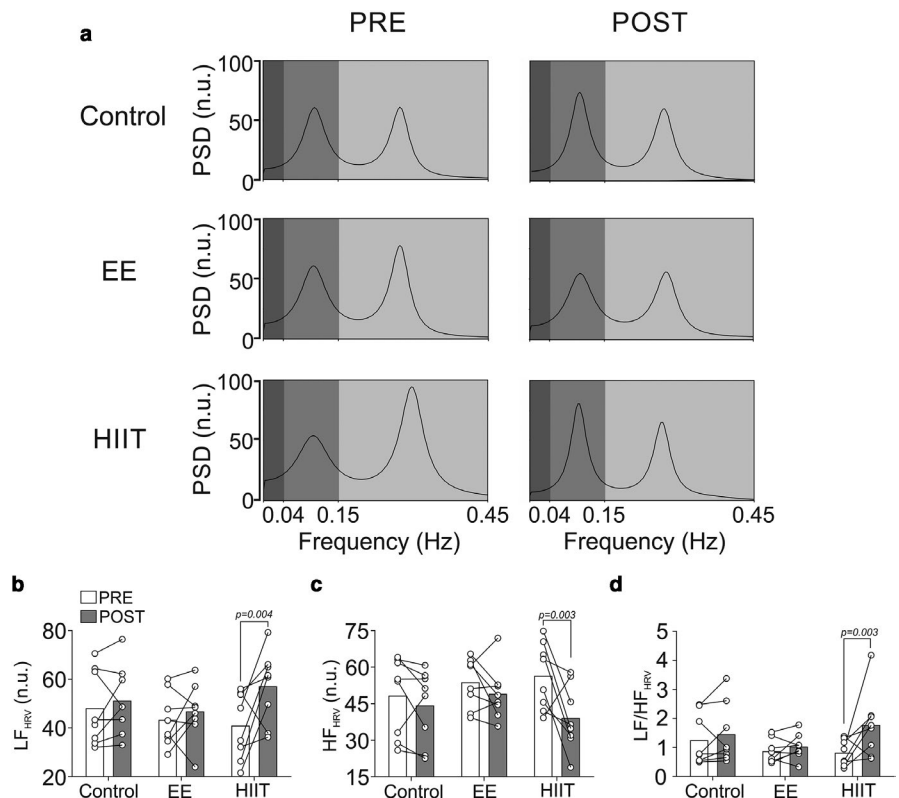 PRE POST
a
Control PSD (n.u.) 100 50 0
EE PSD (n.u.) 100 50 0
HIIT PSD (n.u.) 100 50 0
0.04 0.15 0.45 0.04 0.15 0.45
Frequency (Hz) Frequency (Hz)
b
PRE
POST
LFHRV (n.u.)
80
60
40
20
p=0.004
Control EE HIIT
c
HFHRV (n.u.)
75
60
45
30
15
p=0.003
Control EE HIIT
d
LF/HFHRV
5
4
3
2
1
0
p=0.003
Control EE HIIT